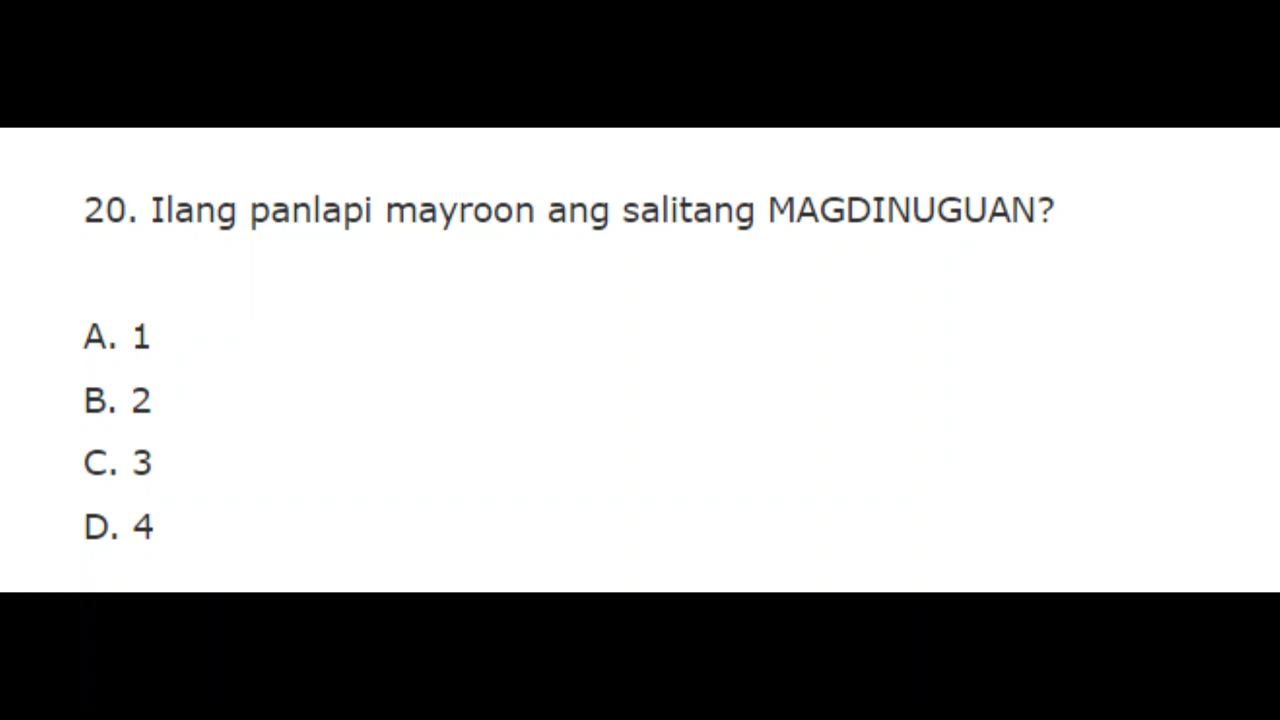 20. Ilang panlapi mayroon ang salitang MAGDINUGUAN?
A. 1
B. 2
C. 3
D. 4